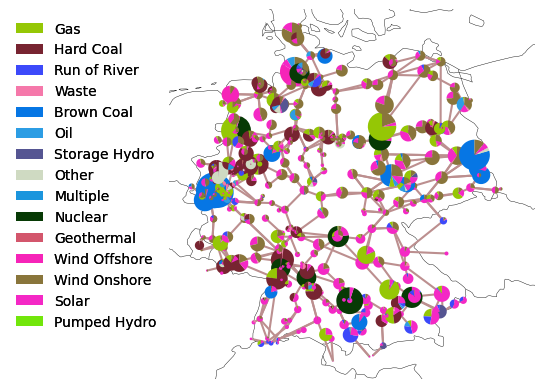 Gas
Hard Coal
Run of River
Waste
Brown Coal
Oil
Storage Hydro
Other
Multiple
Nuclear
Geothermal
Wind Offshore
Wind Onshore
Solar
Pumped Hydro